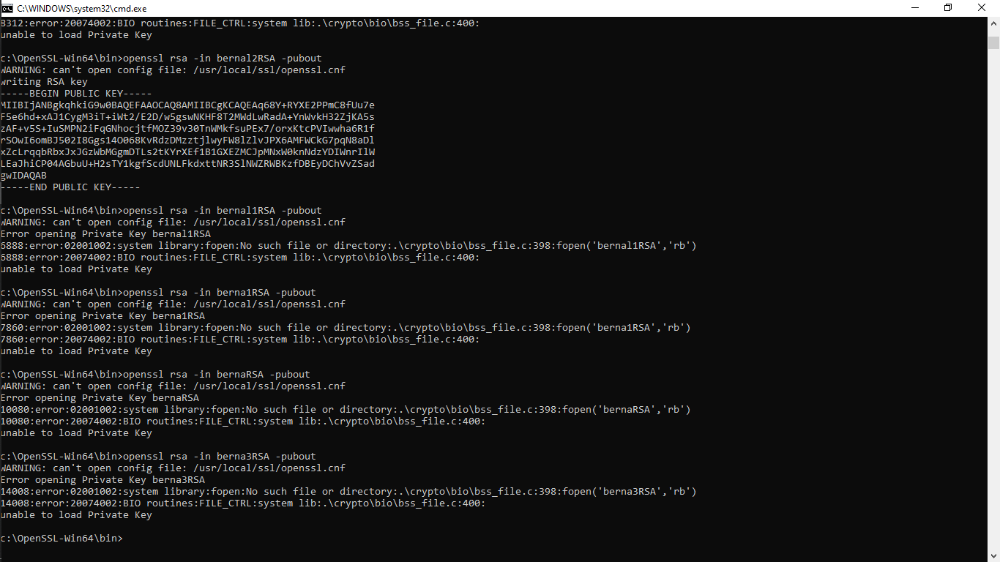 C:\WINDOWS\system32\cmd.exe
8312:error:20074002:BIO routines:FILE_CTRL:system lib:.\crypto\bio\bss_file.c:400:
unable to load Private Key
c:\OpenSSL-Win64\bin>openssl rsa -in bernal2RSA -pubout
WARNING: can't open config file: /usr/local/ssl/openssl.cnf
writing RSA key
-----BEGIN PUBLIC KEY-----
MIIBIjANBgkqhkiG9w0BAQEFAAOCAQ8AMIIBCgKCAQEAq68Y+RYXE2PPmC8fUu7e
F5e6hd+xAJ1CygM3iT+iWt2/E2D/w5gswNKHF8T2MWdLwRadA+YnWvkH32ZjKA5s
zAF+v5S+IuSMPN2iFqGNhocjtfMOZ39v30TnWMkfsuPEx7/orxKtcPVIwwha6R1f
rSOwI6omBJ502I8Ggs14O068KvRdzDMzztjlwyFW8lZlvJPX6AMFWCkG7pqN8aDl
xZcLrqqbRbxJxJGzWbMGgmDTLs2tKYrXEf1B1GXEZMCJpMNxW0knNdzYDIWnrIlW
LEaJhiCP04AGbuU+H2sTY1kgfScdUNLFkdxttNR3SlNWZRWBKzfDBEyDChVvZSad
gwIDAQAB
-----END PUBLIC KEY-----
c:\OpenSSL-Win64\bin>openssl rsa -in bernal1RSA -pubout
WARNING: can't open config file: /usr/local/ssl/openssl.cnf
Error opening Private Key bernal1RSA
6888:error:02001002:system library:fopen:No such file or directory:.\crypto\bio\bss_file.c:398:fopen('bernal1RSA','rb')
6888:error:20074002:BIO routines:FILE_CTRL:system lib:.\crypto\bio\bss_file.c:400:
unable to load Private Key
c:\OpenSSL-Win64\bin>openssl rsa -in berna1RSA -pubout
WARNING: can't open config file: /usr/local/ssl/openssl.cnf
Error opening Private Key berna1RSA
7860:error:02001002:system library:fopen:No such file or directory:.\crypto\bio\bss_file.c:398:fopen('berna1RSA','rb')
7860:error:20074002:BIO routines:FILE_CTRL:system lib:.\crypto\bio\bss_file.c:400:
unable to load Private Key
c:\OpenSSL-Win64\bin>openssl rsa -in bernaRSA -pubout
WARNING: can't open config file: /usr/local/ssl/openssl.cnf
Error opening Private Key bernaRSA
10080:error:02001002:system library:fopen:No such file or directory:.\crypto\bio\bss_file.c:398:fopen('bernaRSA','rb')
10080:error:20074002:BIO routines:FILE_CTRL:system lib:.\crypto\bio\bss_file.c:400:
unable to load Private Key
c:\OpenSSL-Win64\bin>openssl rsa -in berna3RSA -pubout
WARNING: can't open config file: /usr/local/ssl/openssl.cnf
Error opening Private Key berna3RSA
14008:error:02001002:system library:fopen:No such file or directory:.\crypto\bio\bss_file.c:398:fopen('berna3RSA','rb')
14008:error:20074002:BIO routines:FILE_CTRL:system lib:.\crypto\bio\bss_file.c:400:
unable to load Private Key
c:\OpenSSL-Win64\bin>